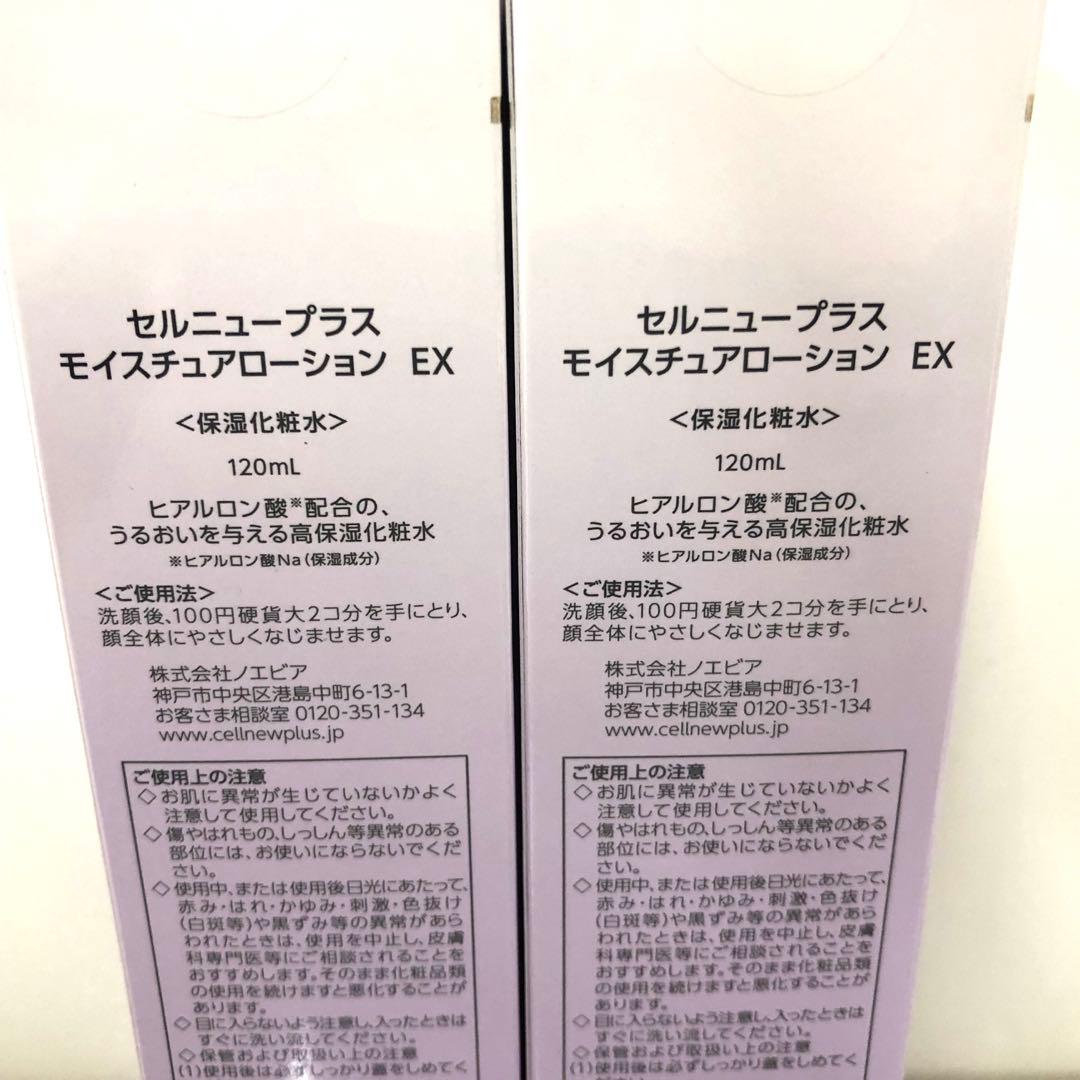 セルニュープラス
モイスチュアローション EX
<保湿化粧水>
120mL
ヒアルロン酸※配合の、
うるおいを与える高保湿化粧水
※ヒアルロン酸Na(保湿成分)
<ご使用法>
洗顔後、100円硬貨大2コ分を手にとり、
顔全体にやさしくなじませます。
株式会社ノエビア
神戸市中央区港島中町6-13-1
お客さま相談室 0120-351-134
www.cellnewplus.jp
ご使用上の注意
◇お肌に異常が生じていないかよく
注意して使用してください。
◇傷やはれもの、しっしん等異常のある
部位には、お使いにならないでくだ
さい。
◇使用中、または使用後日光にあたって、
赤み・はれ・かゆみ・刺激・色抜け
(白斑等)や黒ずみ等の異常があら
われたときは、使用を中止し、皮膚
科専門医等にご相談されることを
おすすめします。そのまま化粧品類
の使用を続けますと悪化することが
あります。
◇目に入らないよう注意し、入ったときは
すぐに洗い流してください。
◇保管および取扱い上の注意
(1)使用後は必ずしっかり蓋をしめてく
セルニュープラス
モイスチュアローション EX
<保湿化粧水>
120mL
ヒアルロン酸※配合の、
うるおいを与える高保湿化粧水
※ヒアルロン酸Na(保湿成分)
<ご使用法>
洗顔後、100円硬貨大2コ分を手にとり、
顔全体にやさしくなじませます。
株式会社ノエビア
神戸市中央区港島中町6-13-1
お客さま相談室 0120-351-134
www.cellnewplus.jp
ご使用上の注意
◇お肌に異常が生じていないかよく
注意して使用してください。
◇傷やはれもの、しっしん等異常のある
部位には、お使いにならないでくだ
さい。
◇使用中、または使用後日光にあたって、
赤み・はれ・かゆみ・刺激・色抜け
(白斑等)や黒ずみ等の異常があら
われたときは、使用を中止し、皮膚
科専門医等にご相談されることを
おすすめします。そのまま化粧品類
の使用を続けますと悪化することが
あります。
◇目に入らないよう注意し、入ったときは
すぐに洗い流してください。
◇保管および取扱い上の注意
(1)使用後は必ずしっかり蓋をしめてく